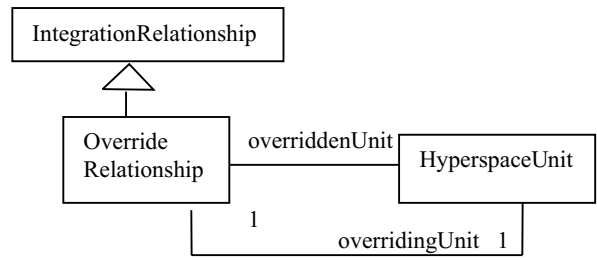 IntegrationRelationship
Override
Relationship
overriddenUnit
HyperspaceUnit
1
overridingUnit 1